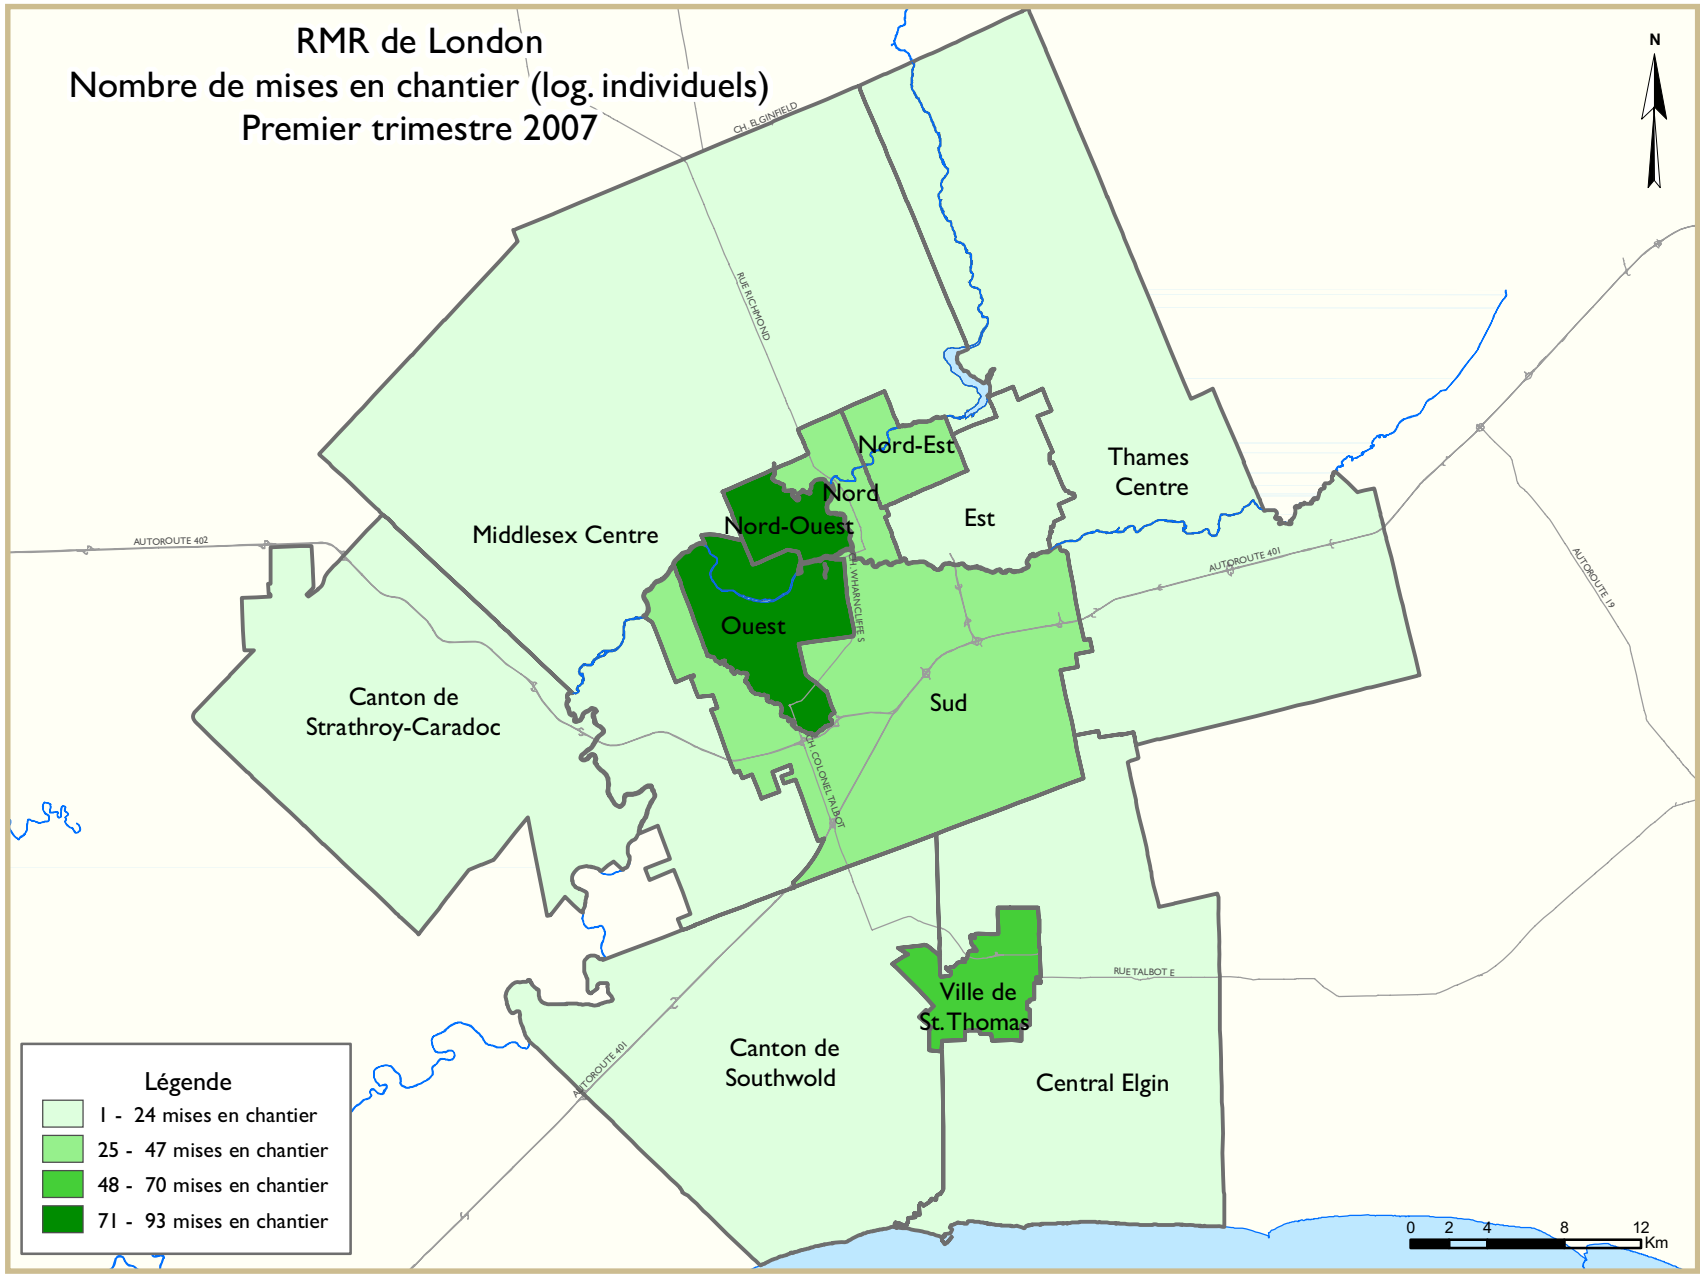 RMR de London
Nombre de mises en chantier (log. individuels)
Premier trimestre 2007
N
CH. ELGINFIELD
RUE RICHMOND
Nord-Est
Thames
Centre
Nord
Nord-Ouest
Est
Middlesex Centre
AUTOROUTE 402
AUTOROUTE 401
AUTOROUTE 19
CH. WHARNCLIFFE S
Ouest
Canton de
Strathroy-Caradoc
Sud
CH. COLONEL TALBOT
RUE TALBOT E
Ville de
St. Thomas
Canton de
Southwold
AUTOROUTE 401
Central Elgin
Légende
1 - 24 mises en chantier
25 - 47 mises en chantier
48 - 70 mises en chantier
71 - 93 mises en chantier
0 2 4 8 12
Km